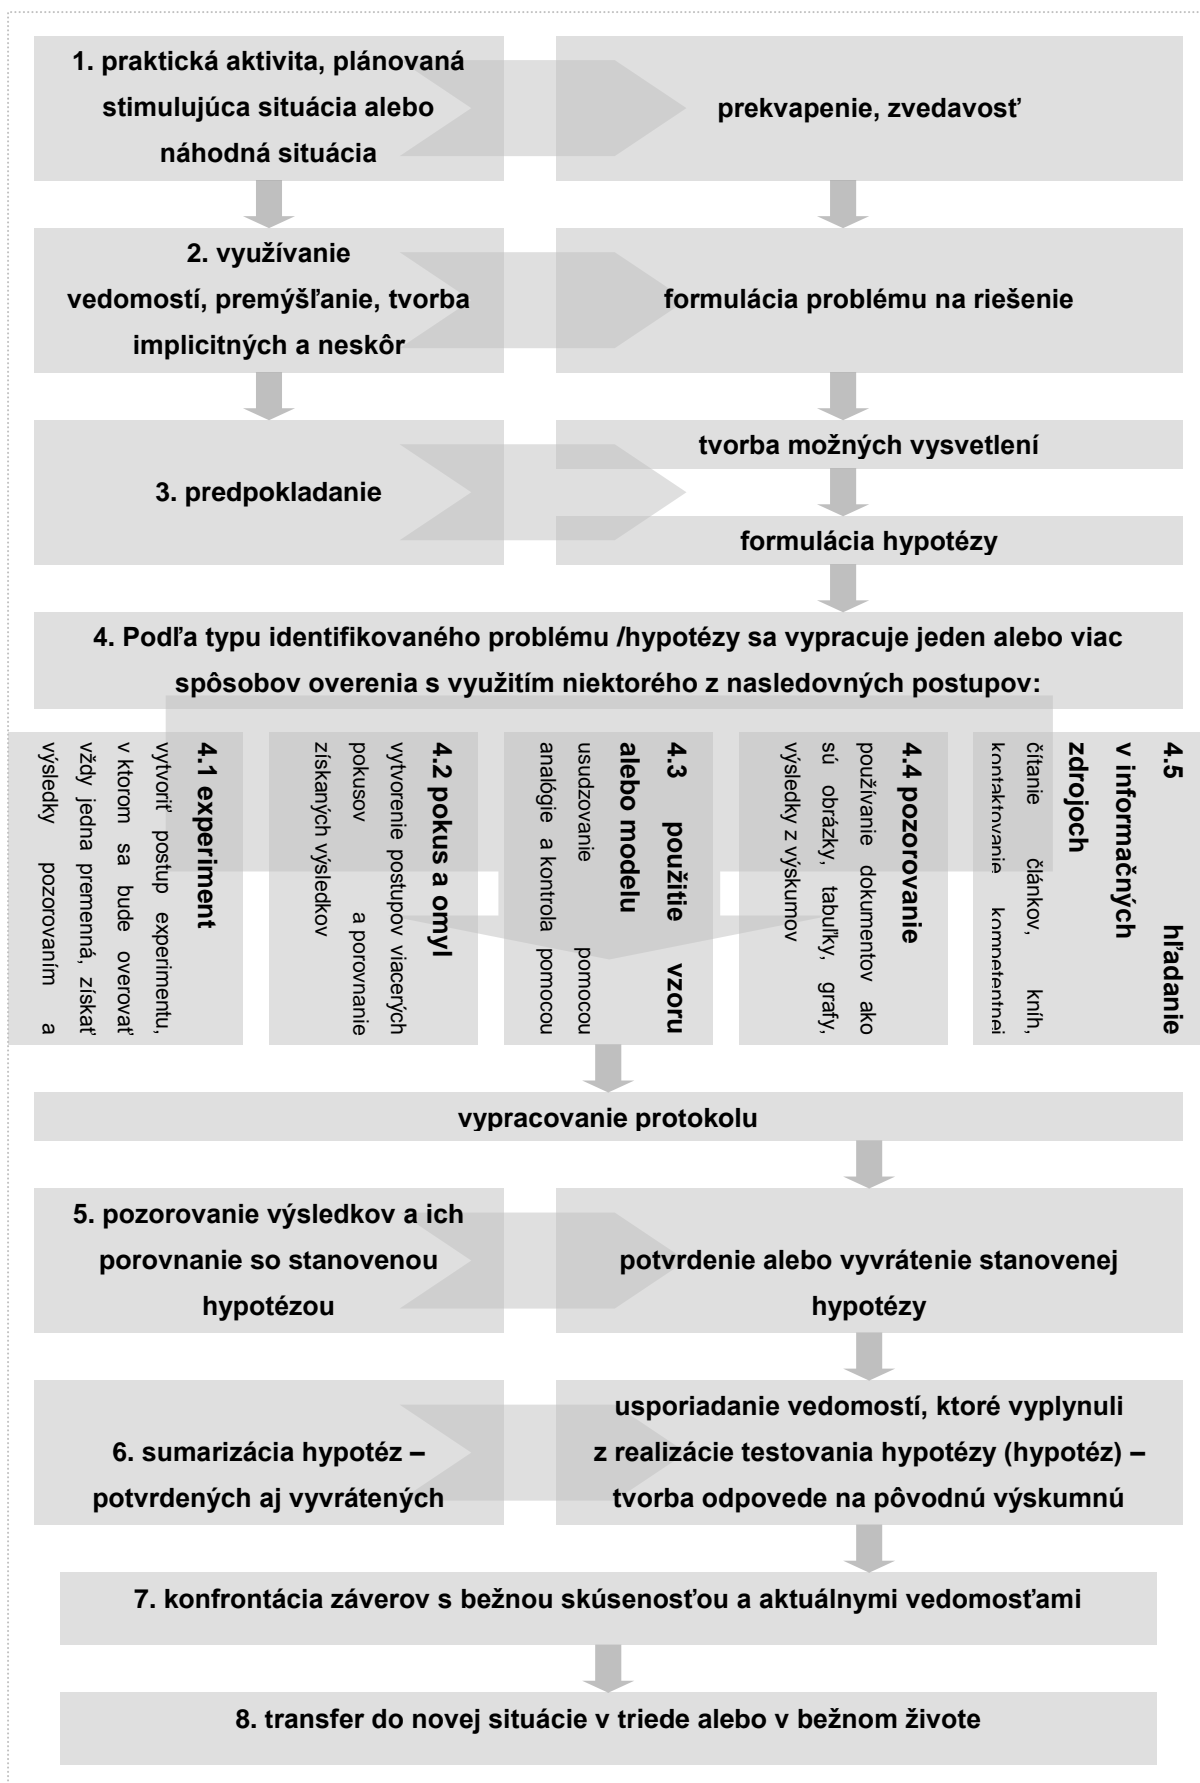 1. praktická aktivita, plánovaná
stimulujúca situácia alebo
náhodná situácia
prekvapenie, zvedavosť
2. využívanie
vedomostí, premýšľanie, tvorba
implicitných a neskôr
formulácia problému na riešenie
3. predpokladanie
tvorba možných vysvetlení
formulácia hypotézy
4. Podľa typu identifikovaného problému /hypotézy sa vypracuje jeden alebo viac
spôsobov overenia s využitím niektorého z nasledovných postupov:
4.1 experiment
vytvoriť postup experimentu,
v ktorom sa bude overovať
vždy jedna premenná, získať
výsledky pozorovaním a
4.2 pokus a omyl
vytvorenie postupov viacerých
pokusov a porovnanie
získaných výsledkov
4.3 použitie vzoru
alebo modelu
usudzovanie pomocou
analógie a kontrola pomocou
4.4 pozorovanie
používanie dokumentov ako
sú obrázky, tabuľky, grafy,
výsledky z výskumov
4.5 hľadanie
v informačných
zdrojoch
čítanie článkov, kníh,
kontaktovanie kompetentnej
vypracovanie protokolu
5. pozorovanie výsledkov a ich
porovnanie so stanovenou
hypotézou
potvrdenie alebo vyvrátenie stanovenej
hypotézy
6. sumarizácia hypotéz –
potvrdených aj vyvrátených
usporiadanie vedomostí, ktoré vyplynuli
z realizácie testovania hypotézy (hypotéz) –
tvorba odpovede na pôvodnú výskumnú
7. konfrontácia záverov s bežnou skúsenosťou a aktuálnymi vedomosťami
8. transfer do novej situácie v triede alebo v bežnom živote